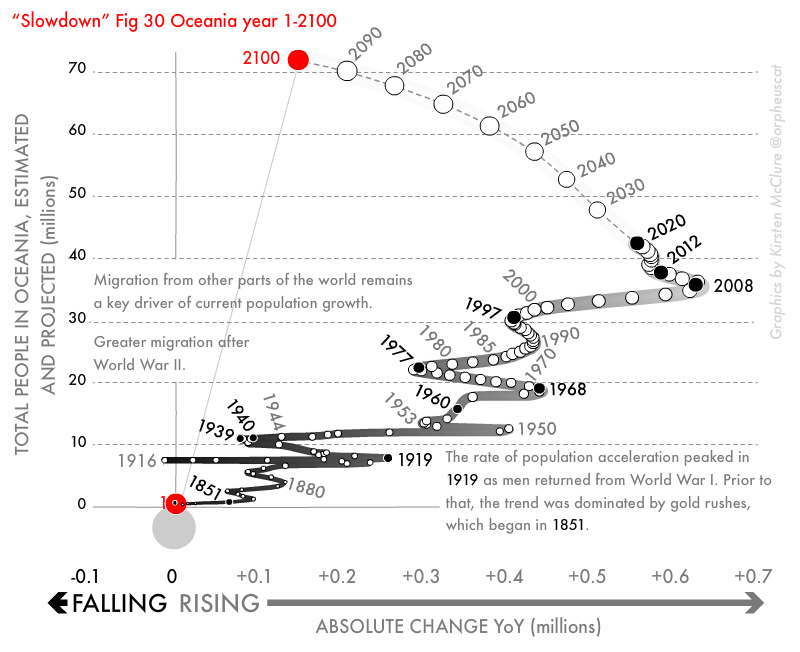 “Slowdown” Fig 30 Oceania year 1-2100
2100
2090
2080
2070
2060
2050
2040
2030
2020
2012
2008
2000
1997
1990
1985
1980
1977
1970
1968
1960
1953
1950
1944
1940
1939
1919
1916
1880
1851
1
70
60
50
40
30
20
10
0
TOTAL PEOPLE IN OCEANIA, ESTIMATED
AND PROJECTED (millions)
Migration from other parts of the world remains
a key driver of current population growth.
Greater migration after
World War II.
The rate of population acceleration peaked in
1919 as men returned from World War I. Prior to
that, the trend was dominated by gold rushes,
which began in 1851.
Graphics by Kirsten McClure @orpheuscat
-0.1 0 +0.1 +0.2 +0.3 +0.4 +0.5 +0.6 +0.7
FALLING RISING
ABSOLUTE CHANGE YoY (millions)